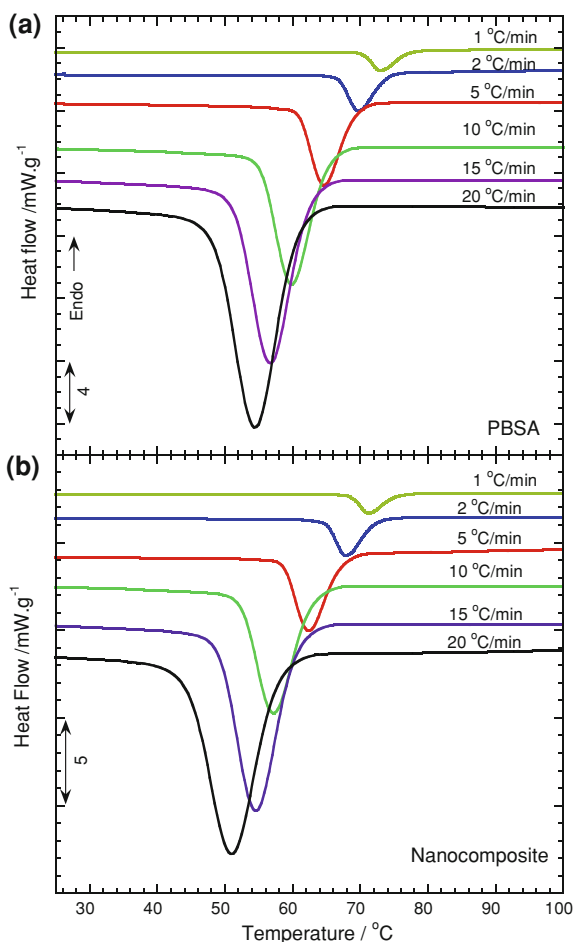 (a)
1 °C/min
2 °C/min
5 °C/min
10 °C/min
15 °C/min
20 °C/min
Heat flow /mW.g⁻¹
Endo
4
PBSA
(b)
1 °C/min
2 °C/min
5 °C/min
10 °C/min
15 °C/min
20 °C/min
Heat Flow /mW.g⁻¹
5
Nanocomposite
30 40 50 60 70 80 90 100
Temperature / °C